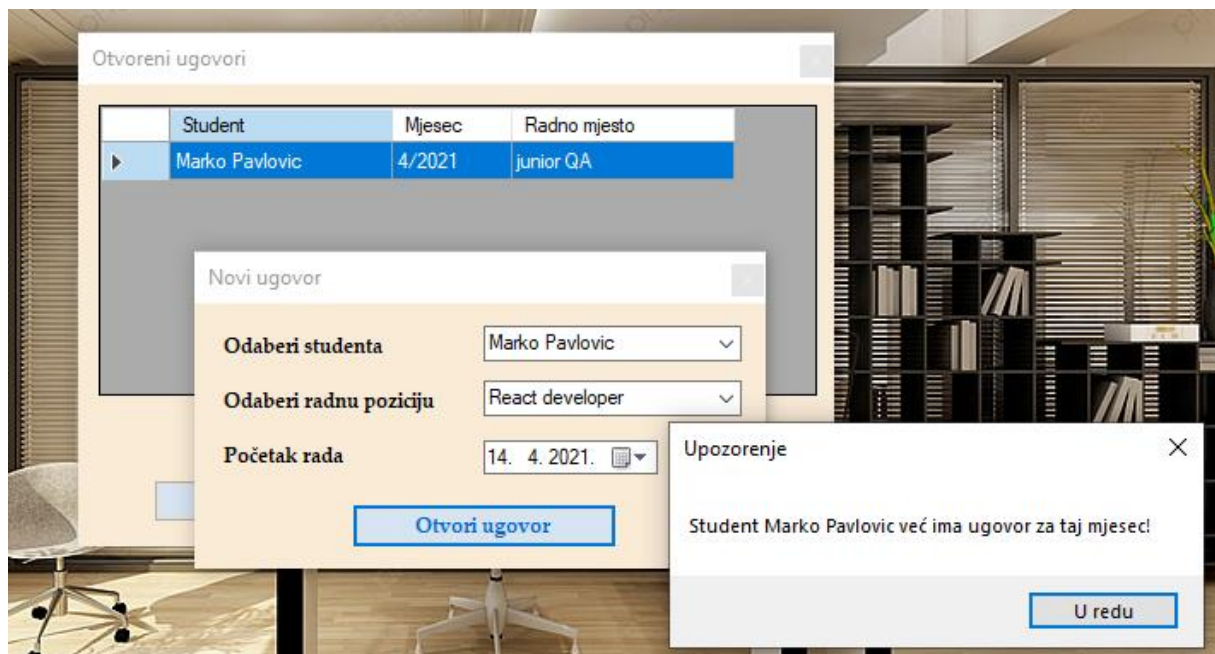 Otvoreni ugovori
Student Mjesec Radno mjesto
Marko Pavlovic 4/2021 junior QA
Novi ugovor
Odaberi studenta Marko Pavlovic
Odaberi radnu poziciju React developer
Početak rada 14. 4. 2021.
Otvori ugovor
Upozorenje
Student Marko Pavlovic već ima ugovor za taj mjesec!
U redu